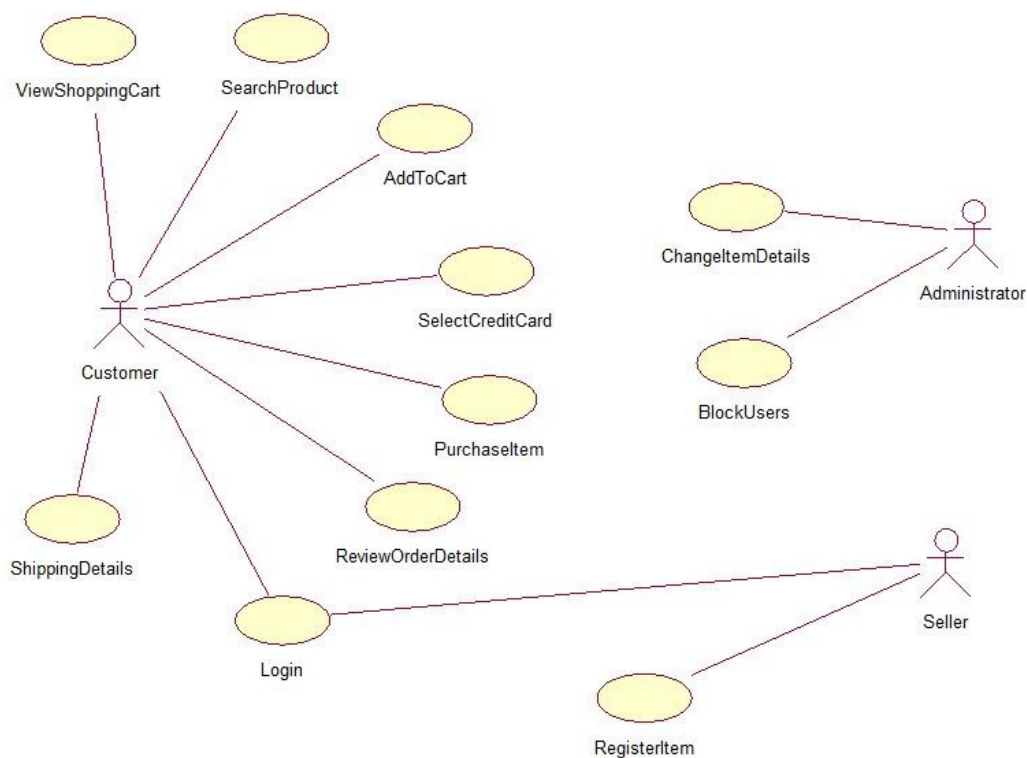 ViewShoppingCart
SearchProduct
AddToCart
ChangeItemDetails
Administrator
SelectCreditCard
Customer
BlockUsers
PurchaseItem
ReviewOrderDetails
ShippingDetails
Seller
Login
RegisterItem